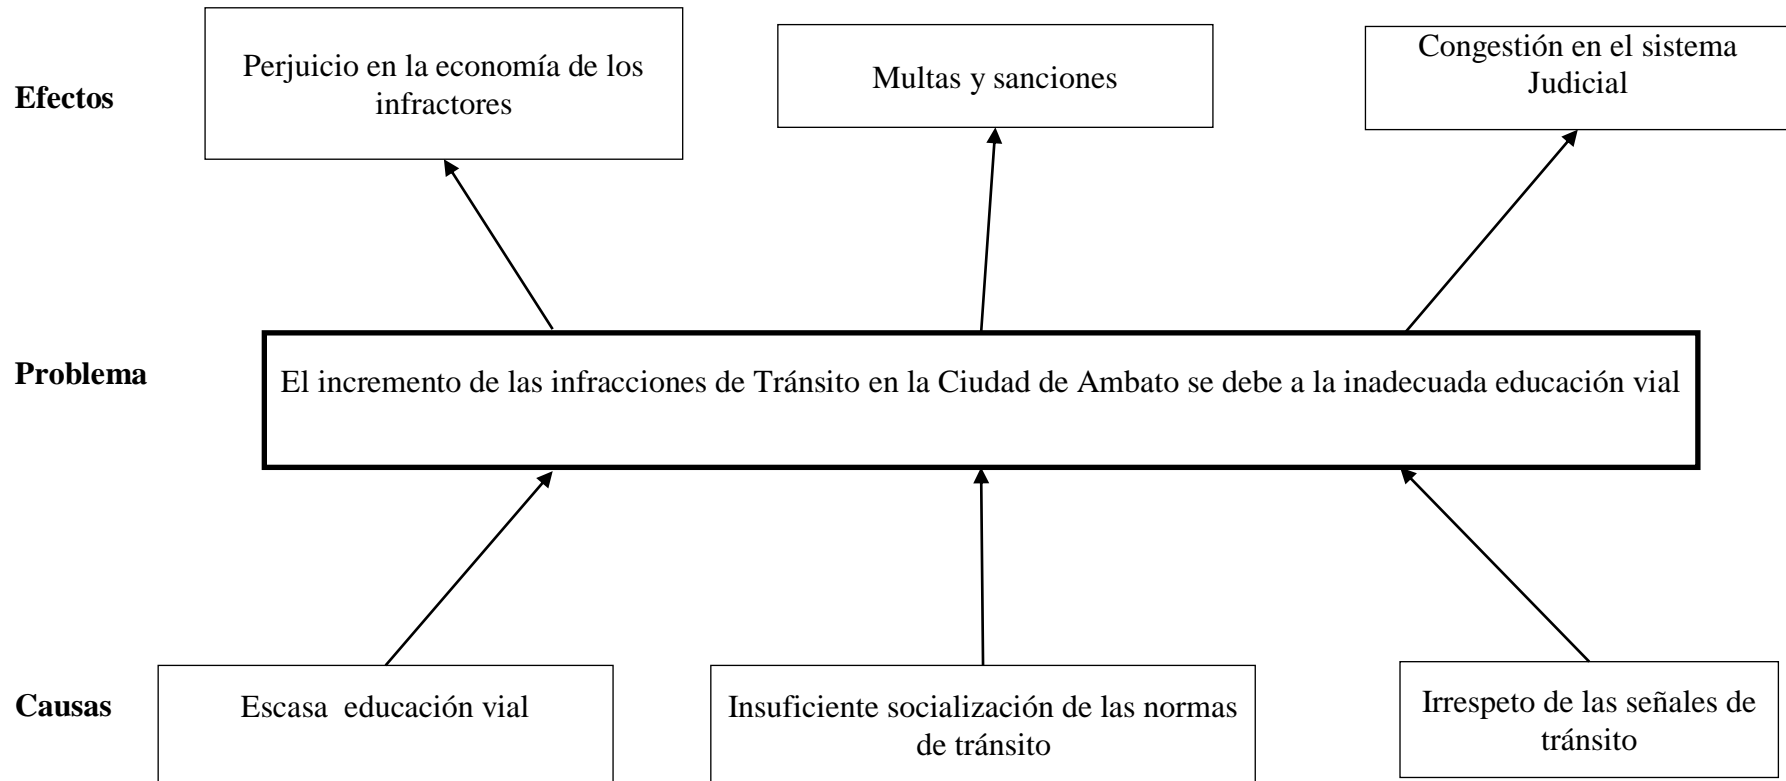 Efectos
Perjuicio en la economía de los
infractores
Multas y sanciones
Congestión en el sistema
Judicial
Problema
El incremento de las infracciones de Tránsito en la Ciudad de Ambato se debe a la inadecuada educación vial
Causas
Escasa  educación vial
Insuficiente socialización de las normas
de tránsito
Irrespeto de las señales de
tránsito